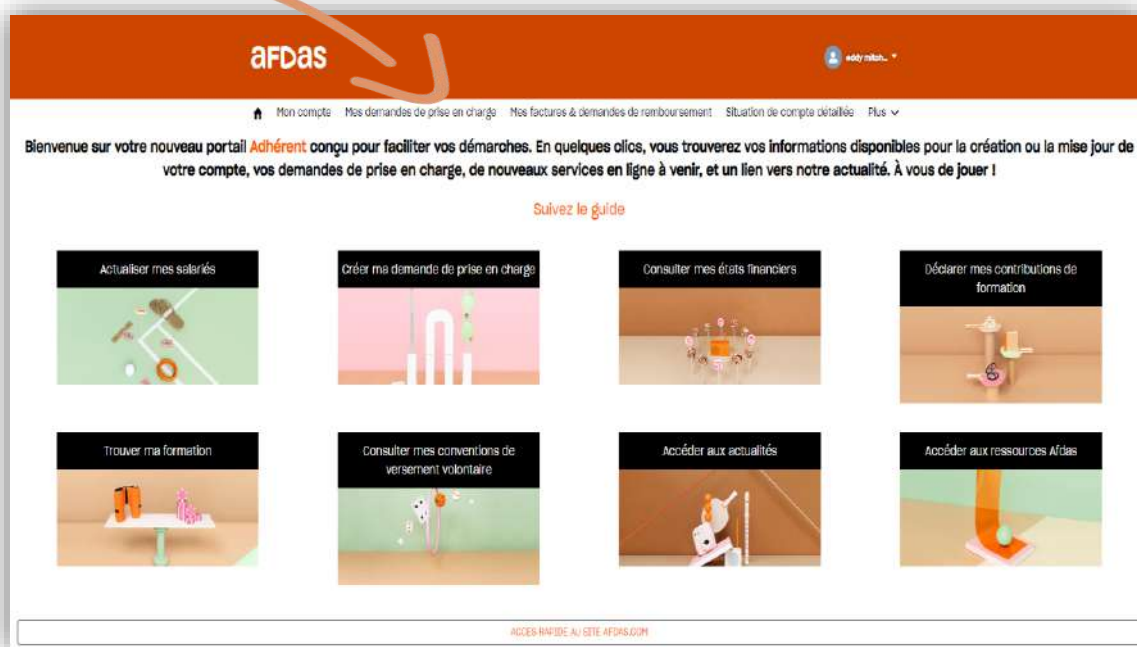 aFDas
eddy mitch...
Mon compte Mes demandes de prise en charge Mes factures & demandes de remboursement Situation de compte détaillée Plus
Bienvenue sur votre nouveau portail Adhérent conçu pour faciliter vos démarches. En quelques clics, vous trouverez vos informations disponibles pour la création ou la mise jour de
votre compte, vos demandes de prise en charge, de nouveaux services en ligne à venir, et un lien vers notre actualité. À vous de jouer !
Suivez le guide
Actualiser mes salariés
Créer ma demande de prise en charge
Consulter mes états financiers
Déclarer mes contributions de
formation
Trouver ma formation
Consulter mes conventions de
versement volontaire
Accéder aux actualités
Accéder aux ressources Afdas
ACCES RAPIDE AU SITE AFDAS.COM